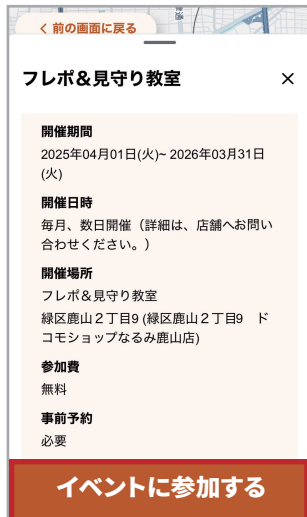 く 前の画面に戻る
フレポ＆見守り教室 ×
開催期間
2025年04月01日(火)~ 2026年03月31日
(火)
開催日時
毎月、数日開催（詳細は、店舗へお問い
合わせください。）
開催場所
フレポ＆見守り教室
緑区鹿山２丁目9 (緑区鹿山２丁目9　ド
コモショップなるみ鹿山店)
参加費
無料
事前予約
必要
イベントに参加する